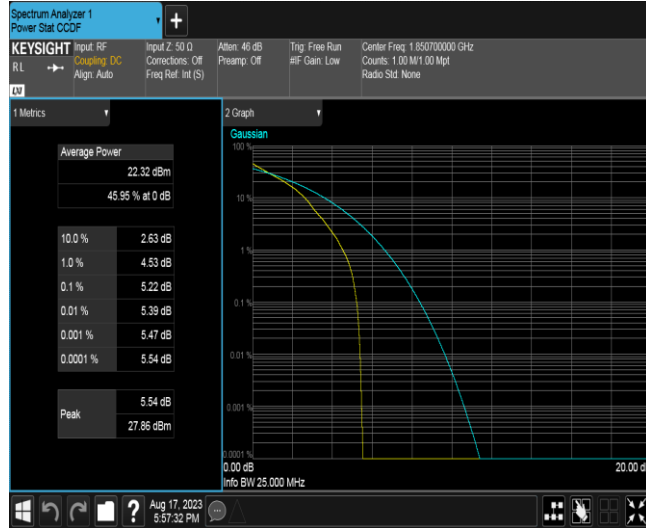 Spectrum Analyzer 1
Power Stat CCDF
+
KEYSIGHT
RL
LXI
Input: RF
Coupling: DC
Align: Auto
Input Z: 50 Ω
Corrections: Off
Freq Ref: Int (S)
Atten: 46 dB
Preamp: Off
Trig: Free Run
#IF Gain: Low
Center Freq: 1.850700000 GHz
Counts: 1.00 M/1.00 Mpt
Radio Std: None
1 Metrics
Average Power
22.32 dBm
45.95 % at 0 dB
10.0 % 2.63 dB
1.0 % 4.53 dB
0.1 % 5.22 dB
0.01 % 5.39 dB
0.001 % 5.47 dB
0.0001 % 5.54 dB
Peak
5.54 dB
27.86 dBm
2 Graph
Gaussian
100 %
10 %
1 %
0.1 %
0.01 %
0.001 %
0.0001 %
0.00 dB
20.00 d
Info BW 25.000 MHz
?
Aug 17, 2023
5:57:32 PM